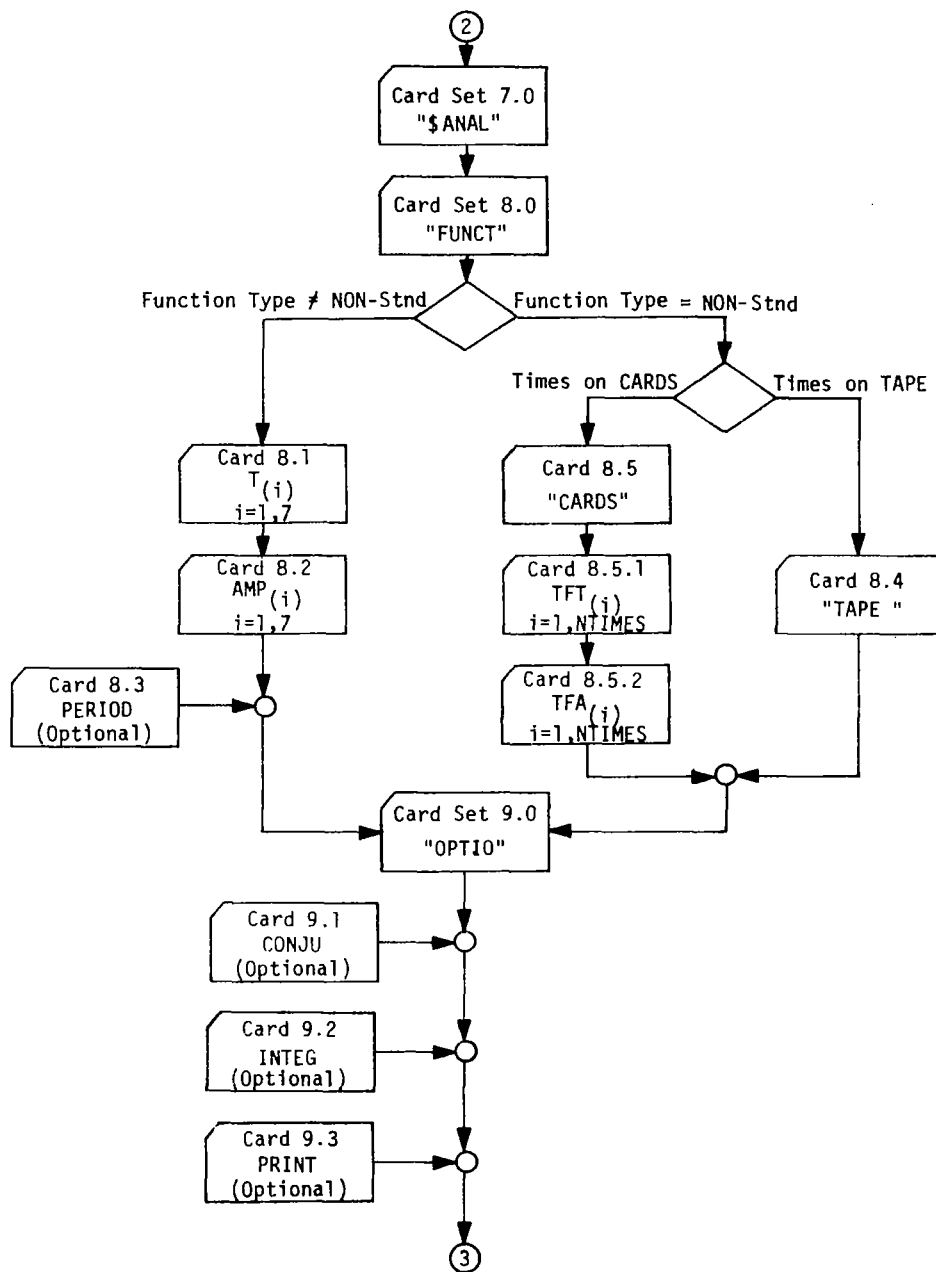 2
Card Set 7.0
"$ANAL"
Card Set 8.0
"FUNCT"
Function Type ≠ NON-Stnd
Function Type = NON-Stnd
Times on CARDS
Times on TAPE
Card 8.1
T(i)
i=1,7
Card 8.2
AMP(i)
i=1,7
Card 8.3
PERIOD
(Optional)
Card 8.5
"CARDS"
Card 8.5.1
TFT(i)
i=1,NTIMES
Card 8.5.2
TFA(i)
i=1,NTIMES
Card 8.4
"TAPE "
Card Set 9.0
"OPTIO"
Card 9.1
CONJU
(Optional)
Card 9.2
INTEG
(Optional)
Card 9.3
PRINT
(Optional)
3